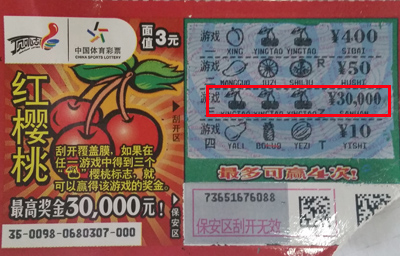 顶呱刮
中国体育彩票
CHINA SPORTS LOTTERY
面值3元
红樱桃
刮开覆盖膜,如果在
任一游戏中得到三个
“ ”樱桃标志,就
可以获得该游戏的奖金。
最高奖金30,000元!
35-0098-0680307-000
刮开区
保安区
游戏 ¥400
二 XING YINGTAO YINGTAO SIBAI
游戏 ¥50
MANGGUO JUZI SHILIU WUSHI
游戏 ¥30,000
三 YINGTAO YINGTAO YINGTAO
游戏 ¥10
四 YALI BOLUO YEZI T YISHI
最多可赢4次!
73651676088
保安区刮开无效